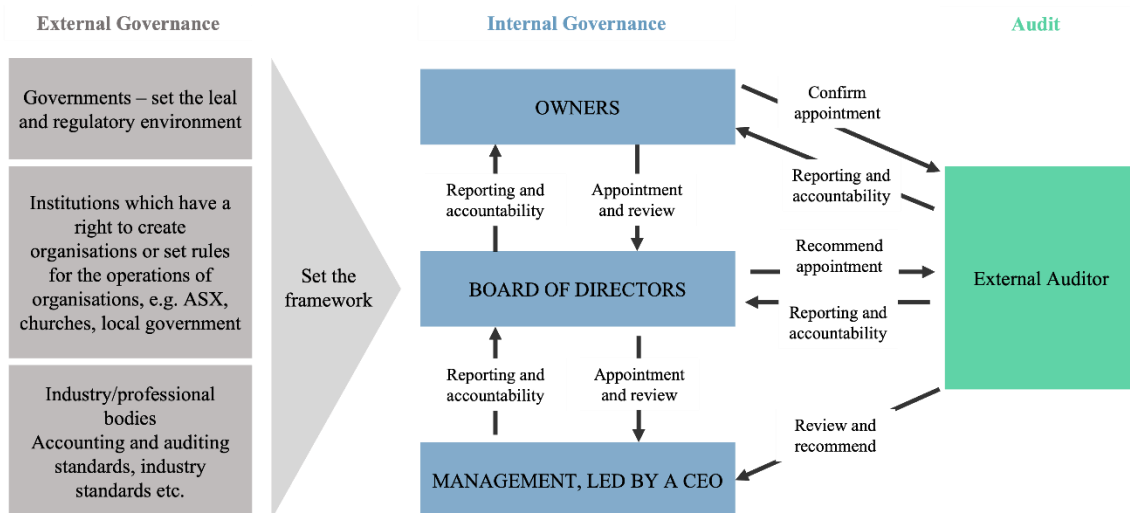 External Governance
Internal Governance
Audit
Governments – set the leal
and regulatory environment
Institutions which have a
right to create
organisations or set rules
for the operations of
organisations, e.g. ASX,
churches, local government
Industry/professional
bodies
Accounting and auditing
standards, industry
standards etc.
Set the
framework
OWNERS
Reporting and
accountability
Appointment
and review
BOARD OF DIRECTORS
Reporting and
accountability
Appointment
and review
MANAGEMENT, LED BY A CEO
Confirm
appointment
Reporting and
accountability
Recommend
appointment
Reporting and
accountability
Review and
recommend
External Auditor